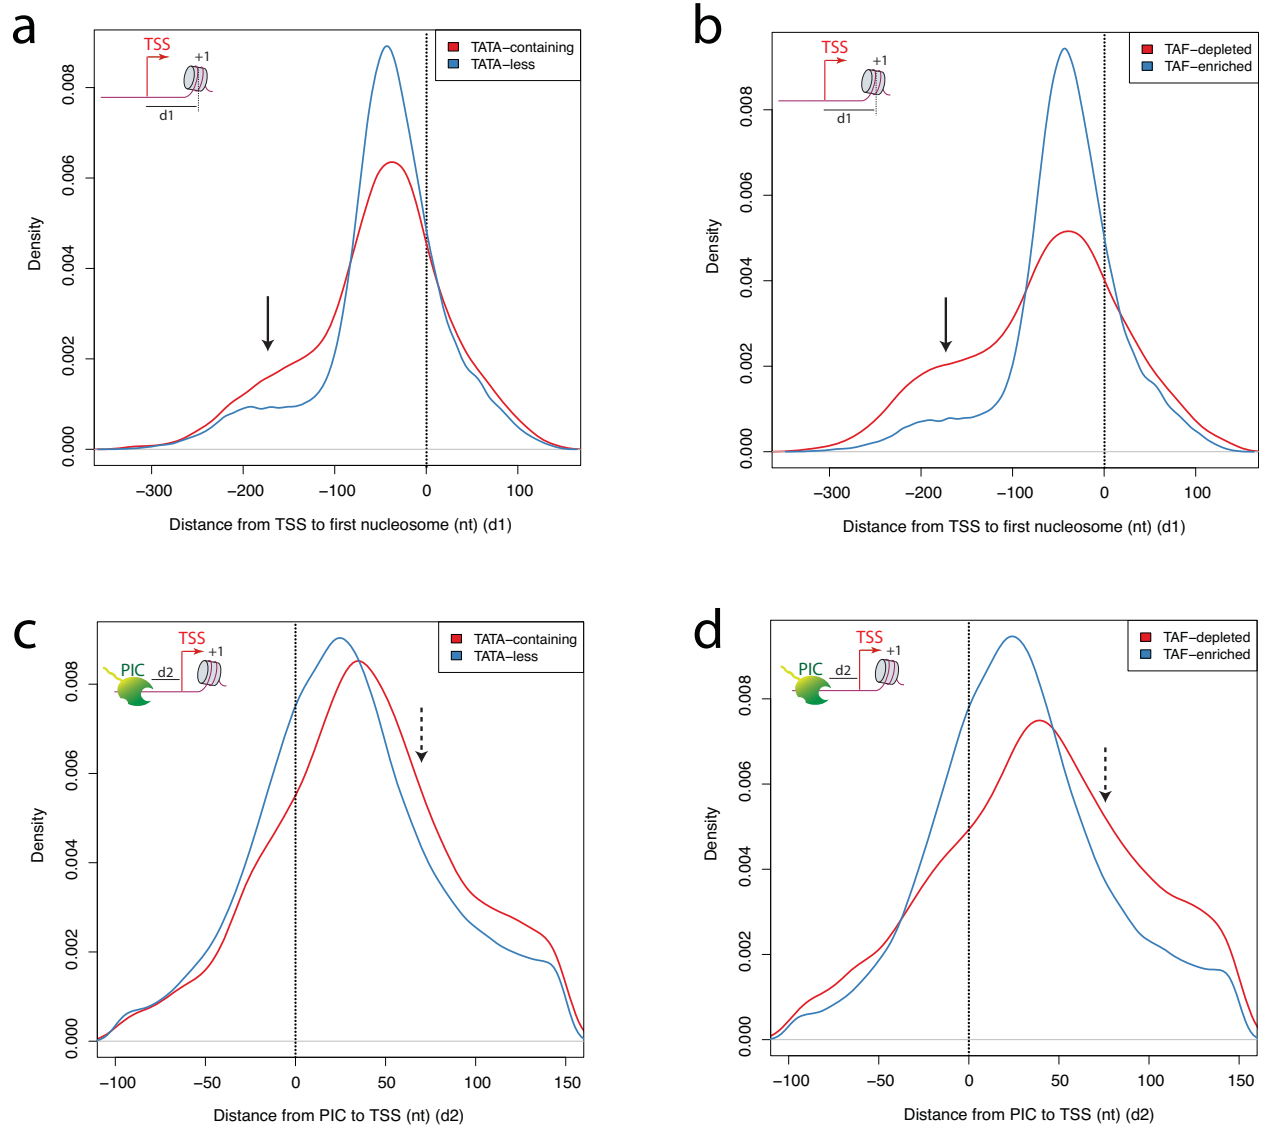 a
TSS
+1
d1
TATA−containing
TATA−less
0.000
0.002
0.004
0.006
0.008
Density
−300
−200
−100
0
100
Distance from TSS to first nucleosome (nt) (d1)
b
TSS
+1
d1
TAF−depleted
TAF−enriched
0.000
0.002
0.004
0.006
0.008
Density
−300
−200
−100
0
100
Distance from TSS to first nucleosome (nt) (d1)
c
PIC
d2
TSS
+1
TATA−containing
TATA−less
0.000
0.002
0.004
0.006
0.008
Density
−100
−50
0
50
100
150
Distance from PIC to TSS (nt) (d2)
d
PIC
d2
TSS
+1
TAF−depleted
TAF−enriched
0.000
0.002
0.004
0.006
0.008
Density
−100
−50
0
50
100
150
Distance from PIC to TSS (nt) (d2)